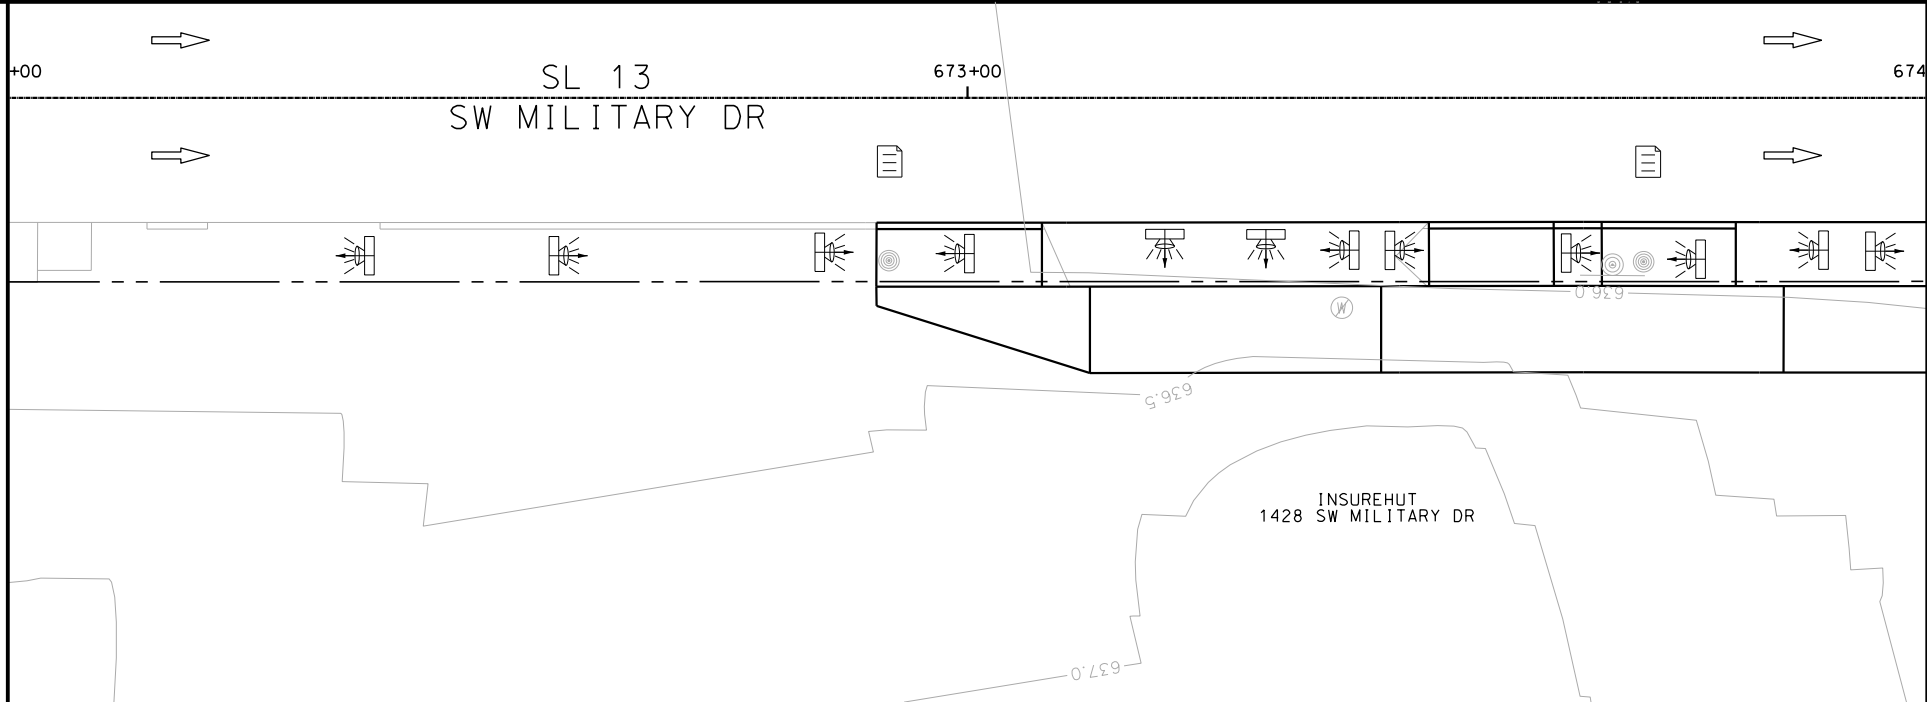 +00
SL 13
673+00
674
SW MILITARY DR
636.0
636.5
INSUREHUT
1428 SW MILITARY DR
637.0